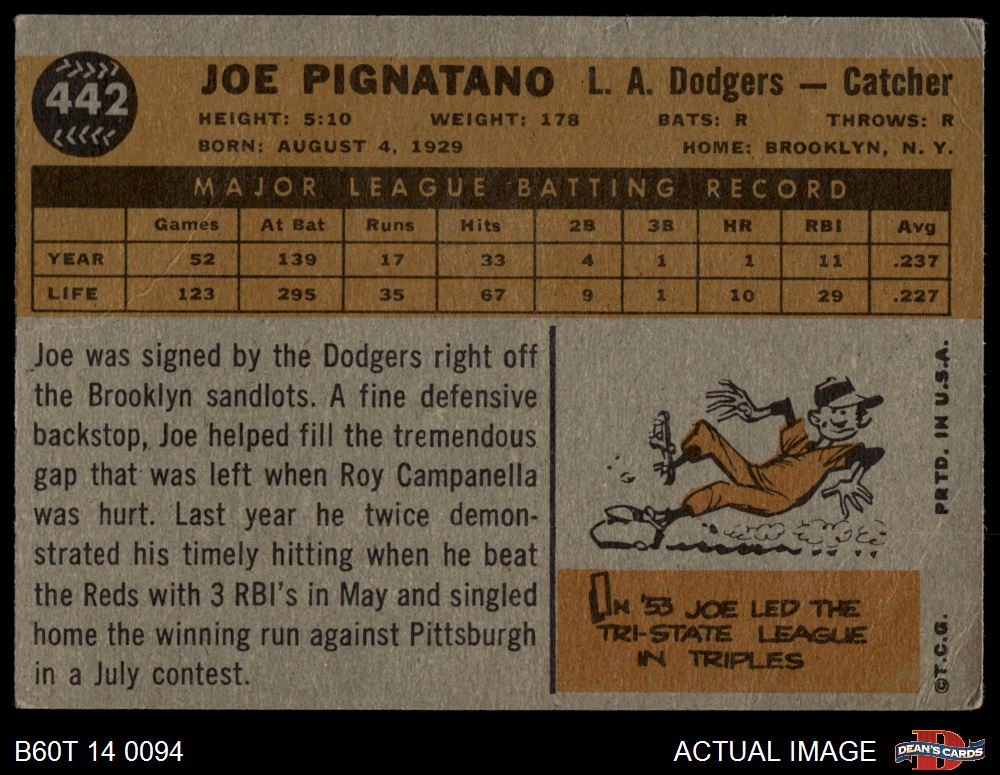 442
JOE PIGNATANO L. A. Dodgers — Catcher
HEIGHT: 5:10 WEIGHT: 178 BATS: R THROWS: R
BORN: AUGUST 4, 1929 HOME: BROOKLYN, N. Y.
MAJOR LEAGUE BATTING RECORD
Games At Bat Runs Hits 2B 3B HR RBI Avg
YEAR 52 139 17 33 4 1 1 11 .237
LIFE 123 295 35 67 9 1 10 29 .227
Joe was signed by the Dodgers right off
the Brooklyn sandlots. A fine defensive
backstop, Joe helped fill the tremendous
gap that was left when Roy Campanella
was hurt. Last year he twice demon-
strated his timely hitting when he beat
the Reds with 3 RBI's in May and singled
home the winning run against Pittsburgh
in a July contest.
IN '53 JOE LED THE
TRI-STATE LEAGUE
IN TRIPLES
©T.C.G. PRTD. IN U.S.A.
B60T 14 0094 ACTUAL IMAGE
D
DEAN'S CARDS